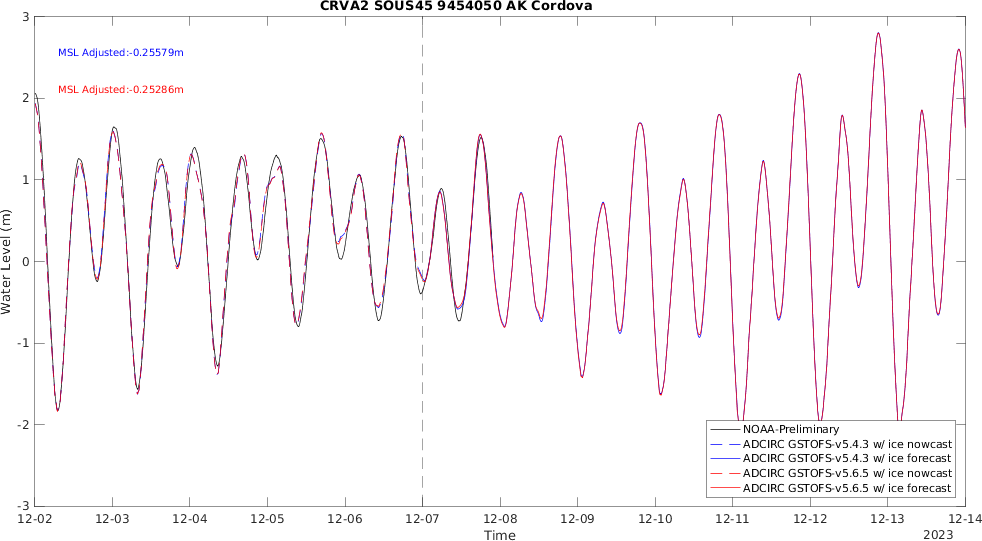 CRVA2 SOUS45 9454050 AK Cordova
MSL Adjusted:-0.25579m
MSL Adjusted:-0.25286m
Water Level (m)
3
2
1
0
-1
-2
-3
NOAA-Preliminary
ADCIRC GSTOFS-v5.4.3 w/ ice nowcast
ADCIRC GSTOFS-v5.4.3 w/ ice forecast
ADCIRC GSTOFS-v5.6.5 w/ ice nowcast
ADCIRC GSTOFS-v5.6.5 w/ ice forecast
12-02 12-03 12-04 12-05 12-06 12-07 12-08 12-09 12-10 12-11 12-12 12-13 12-14
Time
2023